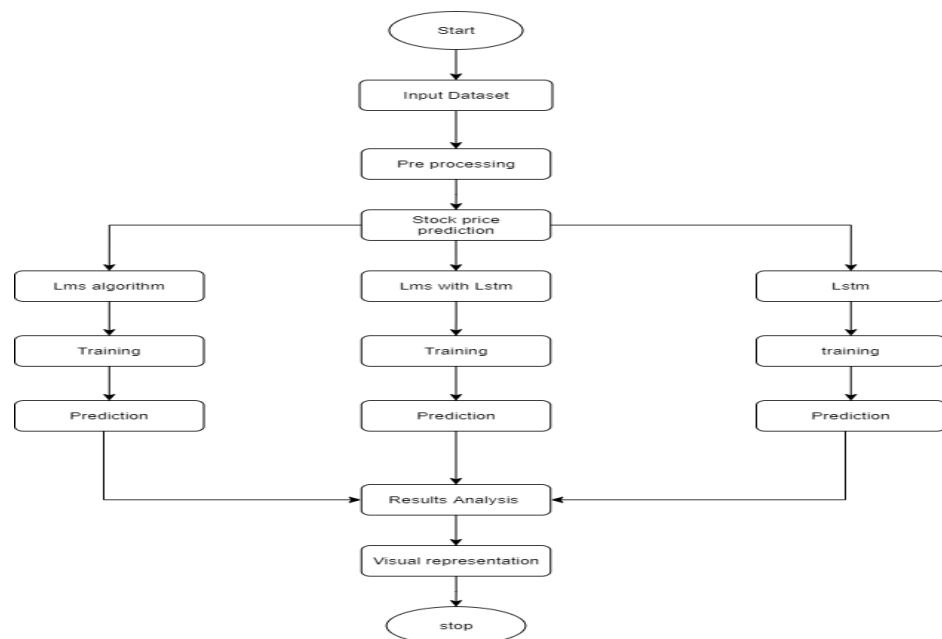 Start
Input Dataset
Pre processing
Stock price
prediction
Lms algorithm
Lms with Lstm
Lstm
Training
Training
training
Prediction
Prediction
Prediction
Results Analysis
Visual representation
stop